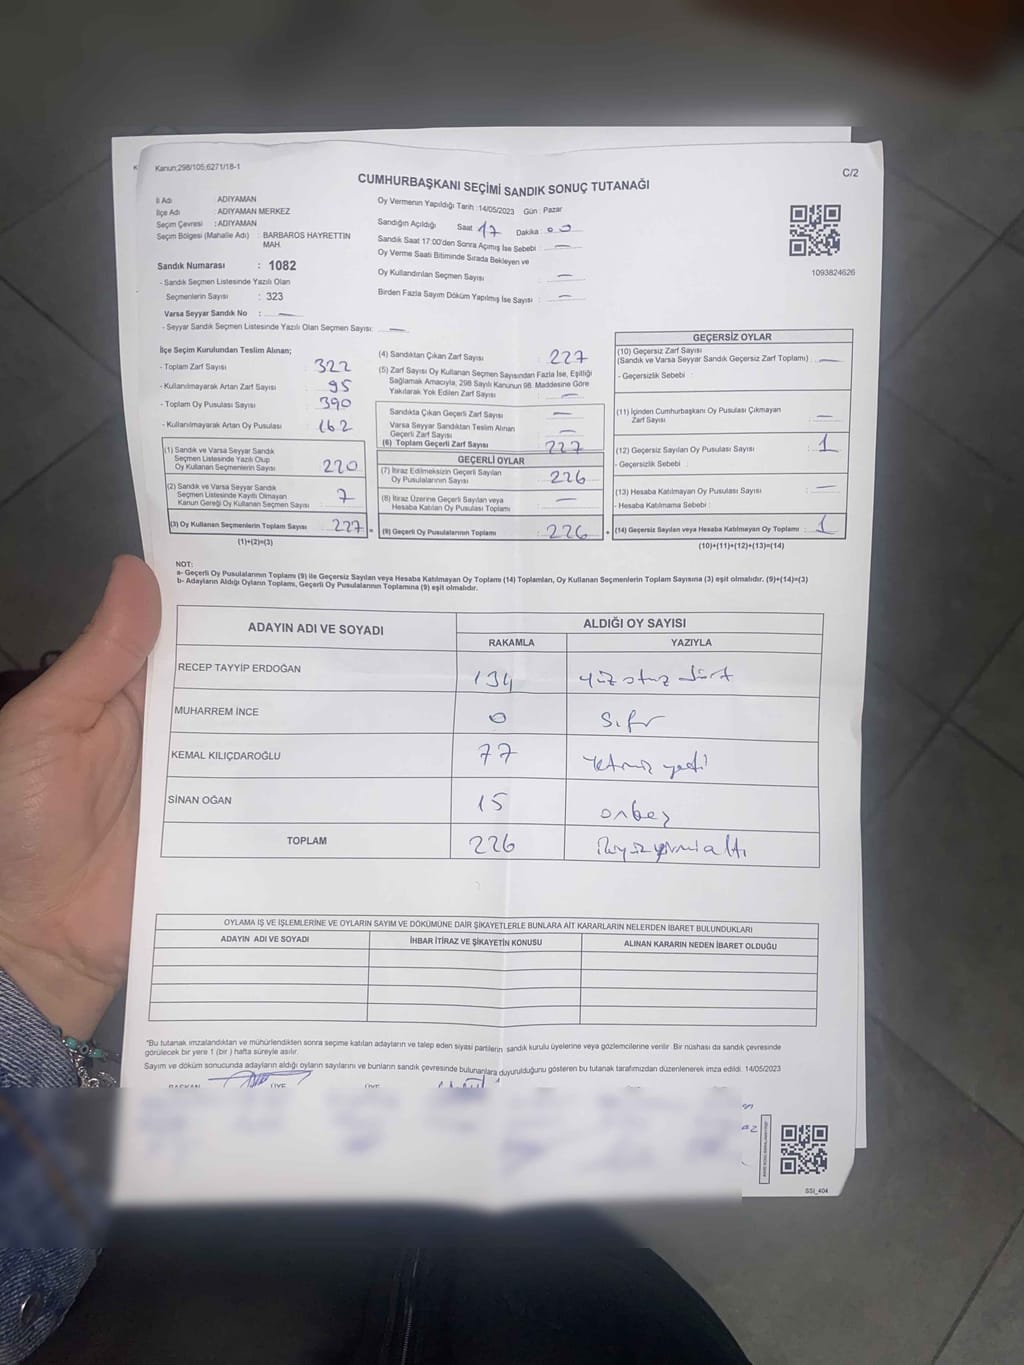 Kanun;298/105;6271/18-1
C/2
CUMHURBAŞKANI SEÇİMİ SANDIK SONUÇ TUTANAĞI
İl Adı ADIYAMAN
İlçe Adı : ADIYAMAN MERKEZ
Seçim Çevresi : ADIYAMAN
Seçim Bölgesi (Mahalle Adı) : BARBAROS HAYRETTİN
MAH.
Sandık Numarası : 1082
- Sandık Seçmen Listesinde Yazılı Olan
Seçmenlerin Sayısı : 323
Varsa Seyyar Sandık No : —
- Seyyar Sandık Seçmen Listesinde Yazılı Olan Seçmen Sayısı: —
Oy Vermenin Yapıldığı Tarih :14/05/2023 Gün : Pazar
Sandığın Açıldığı Saat 17 Dakika : 00
Sandık Saat 17:00'den Sonra Açımış İse Sebebi : —
Oy Verme Saati Bitiminde Sırada Bekleyen ve
Oy Kullandırılan Seçmen Sayısı : —
Birden Fazla Sayım Döküm Yapılmış İse Sayısı : —
1093824626
İlçe Seçim Kurulundan Teslim Alınan;
- Toplam Zarf Sayısı : 322
- Kullanılmayarak Artan Zarf Sayısı : 95
- Toplam Oy Pusulası Sayısı : 390
- Kullanılmayarak Artan Oy Pusulası : 162
(1) Sandık ve Varsa Seyyar Sandık
Seçmen Listesinde Yazılı Olup
Oy Kullanan Seçmenlerin Sayısı : 220
(2) Sandık ve Varsa Seyyar Sandık
Seçmen Listesinde Kayıtlı Olmayan
Kanun Gereği Oy Kullanan Seçmen Sayısı : 7
(3) Oy Kullanan Seçmenlerin Toplam Sayısı : 227
(1)+(2)=(3)
(4) Sandıktan Çıkan Zarf Sayısı : 227
(5) Zarf Sayısı Oy Kullanan Seçmen Sayısından Fazla İse, Eşitliği
Sağlamak Amacıyla, 298 Sayılı Kanunun 98. Maddesine Göre
Yakılarak Yok Edilen Zarf Sayısı : —
Sandıkta Çıkan Geçerli Zarf Sayısı : —
Varsa Seyyar Sandıktan Teslim Alınan
Geçerli Zarf Sayısı : —
(6) Toplam Geçerli Zarf Sayısı : 227
GEÇERLİ OYLAR
(7) İtiraz Edilmeksizin Geçerli Sayılan
Oy Pusulalarının Sayısı : 226
(8) İtiraz Üzerine Geçerli Sayılan veya
Hesaba Katılan Oy Pusulası Toplamı : —
= (9) Geçerli Oy Pusulalarının Toplamı : 226
GEÇERSİZ OYLAR
(10) Geçersiz Zarf Sayısı
(Sandık ve Varsa Seyyar Sandık Geçersiz Zarf Toplamı) : —
- Geçersizlik Sebebi :
(11) İçinden Cumhurbaşkanı Oy Pusulası Çıkmayan
Zarf Sayısı : —
(12) Geçersiz Sayılan Oy Pusulası Sayısı : 1
- Geçersizlik Sebebi :
(13) Hesaba Katılmayan Oy Pusulası Sayısı : —
- Hesaba Katılmama Sebebi :
+ (14) Geçersiz Sayılan veya Hesaba Katılmayan Oy Toplamı : 1
(10)+(11)+(12)+(13)=(14)
NOT:
a- Geçerli Oy Pusulalarının Toplamı (9) ile Geçersiz Sayılan veya Hesaba Katılmayan Oy Toplamı (14) Toplamları, Oy Kullanan Seçmenlerin Toplam Sayısına (3) eşit olmalıdır. (9)+(14)=(3)
b- Adayların Aldığı Oyların Toplamı, Geçerli Oy Pusulalarının Toplamına (9) eşit olmalıdır.
ADAYIN ADI VE SOYADI ALDIĞI OY SAYISI
RAKAMLA YAZIYLA
RECEP TAYYİP ERDOĞAN 134 yüz otuz dört
MUHARREM İNCE 0 Sıfır
KEMAL KILIÇDAROĞLU 77 Yetmiş yedi
SİNAN OĞAN 15 onbeş
TOPLAM 226 ikiyüzyirmialtı
OYLAMA İŞ VE İŞLEMLERİNE VE OYLARIN SAYIM VE DÖKÜMÜNE DAİR ŞİKAYETLERLE BUNLARA AİT KARARLARIN NELERDEN İBARET BULUNDUKLARI
ADAYIN ADI VE SOYADI İHBAR İTİRAZ VE ŞİKAYETİN KONUSU ALINAN KARARIN NEDEN İBARET OLDUĞU
"Bu tutanak imzalandıktan ve mühürlendikten sonra seçime katılan adayların ve talep eden siyasi partilerin sandık kurulu üyelerine veya gözlemcilerine verilir. Bir nüshası da sandık çevresinde
görülecek bir yere 1 (bir ) hafta süreyle asılır.
Sayım ve döküm sonucunda adayların aldığı oyların sayılarını ve bunların sandık çevresinde bulunanlara duyurulduğunu gösteren bu tutanak tarafımızdan düzenlenerek imza edildi. 14/05/2023
BAŞKAN ÜYE ÜYE
SSI_404